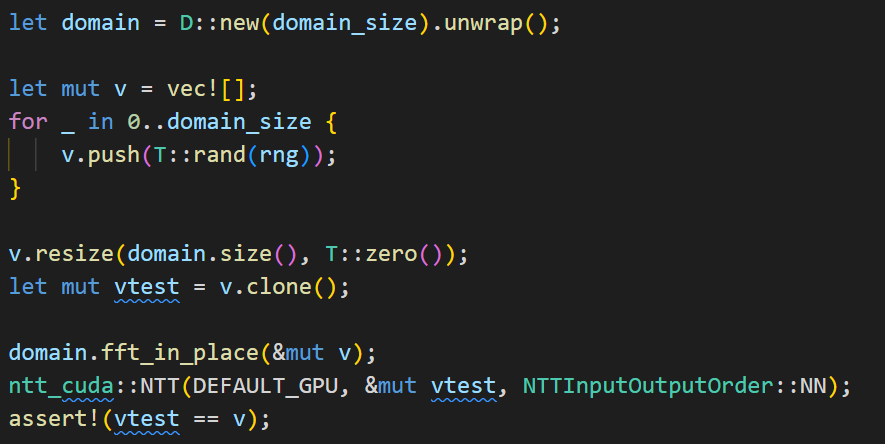 let domain = D::new(domain_size).unwrap();
let mut v = vec![];
for _ in 0..domain_size {
v.push(T::rand(rng));
}
v.resize(domain.size(), T::zero());
let mut vtest = v.clone();
domain.fft_in_place(&mut v);
ntt_cuda::NTT(DEFAULT_GPU, &mut vtest, NTTInputOutputOrder::NN);
assert!(vtest == v);